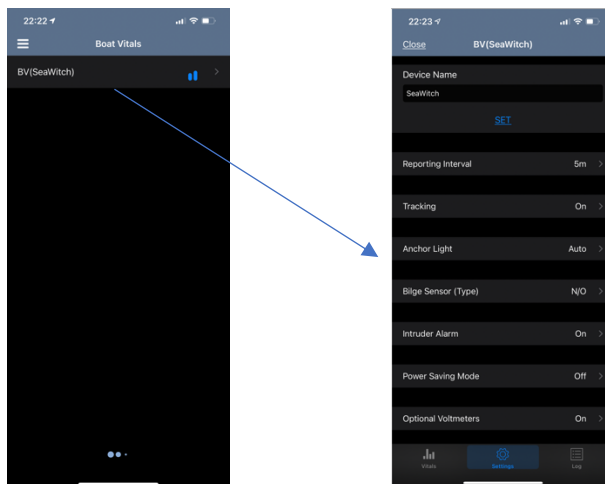 22:22
Boat Vitals
BV(SeaWitch)
22:23
Close BV(SeaWitch)
Device Name
SeaWitch
SET
Reporting Interval 5m
Tracking On
Anchor Light Auto
Bilge Sensor (Type) N/O
Intruder Alarm On
Power Saving Mode Off
Optional Voltmeters On
Vitals Settings Log